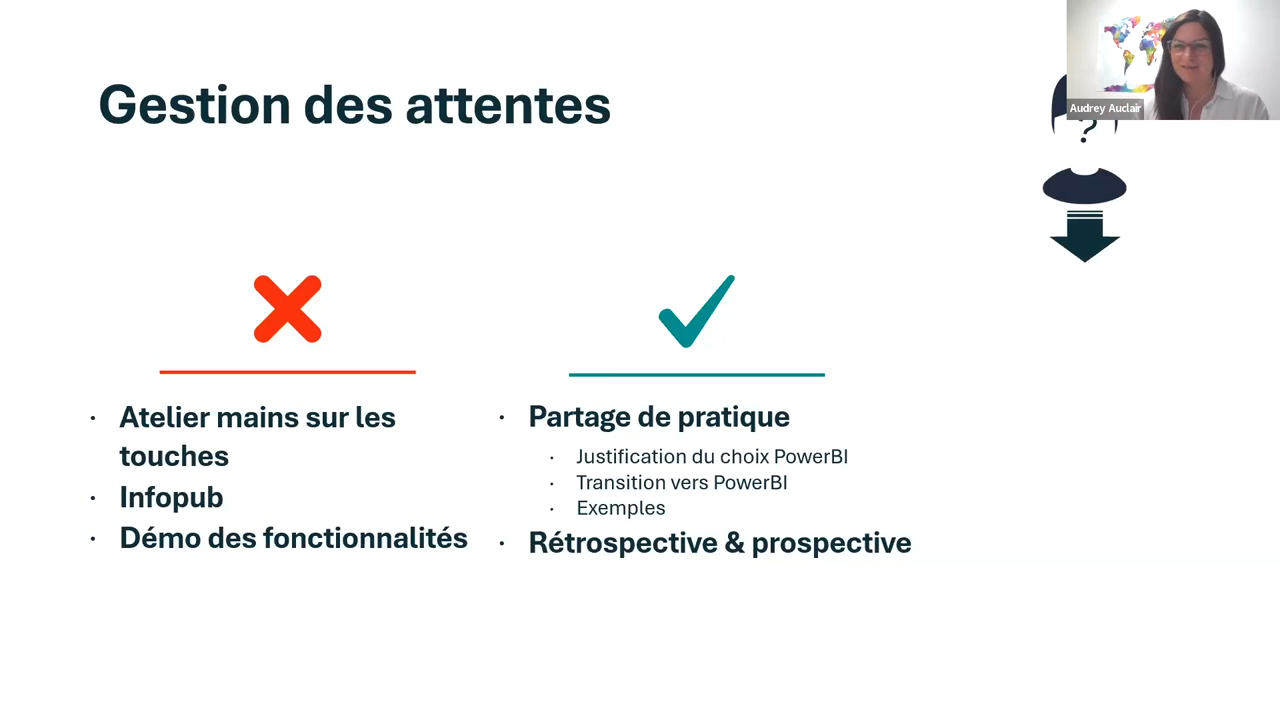 Gestion des attentes
Audrey Auclair
?
· Atelier mains sur les
touches
· Infopub
· Démo des fonctionnalités
· Partage de pratique
· Justification du choix PowerBI
· Transition vers PowerBI
· Exemples
· Rétrospective & prospective